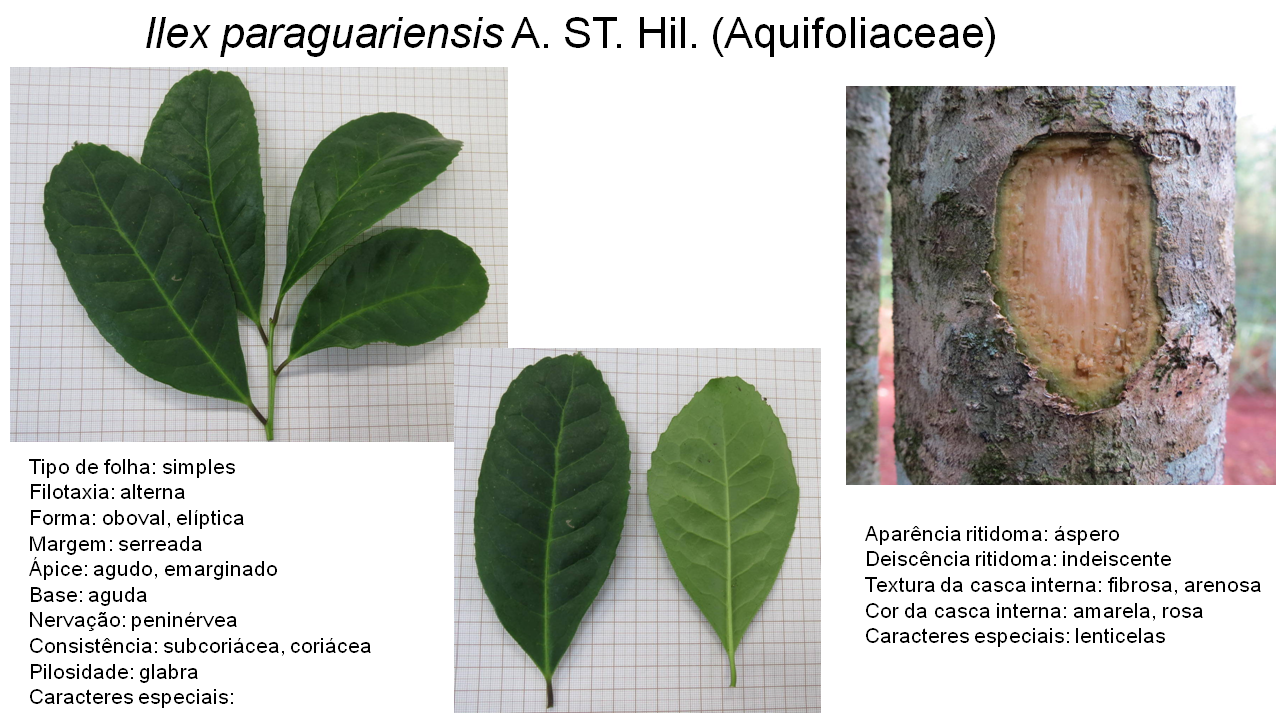 Ilex paraguariensis A. ST. Hil. (Aquifoliaceae)
Tipo de folha: simples
Filotaxia: alterna
Forma: oboval, elíptica
Margem: serreada
Ápice: agudo, emarginado
Base: aguda
Nervação: peninérvea
Consistência: subcoriácea, coriácea
Pilosidade: glabra
Caracteres especiais:
Aparência ritidoma: áspero
Deiscência ritidoma: indeiscente
Textura da casca interna: fibrosa, arenosa
Cor da casca interna: amarela, rosa
Caracteres especiais: lenticelas